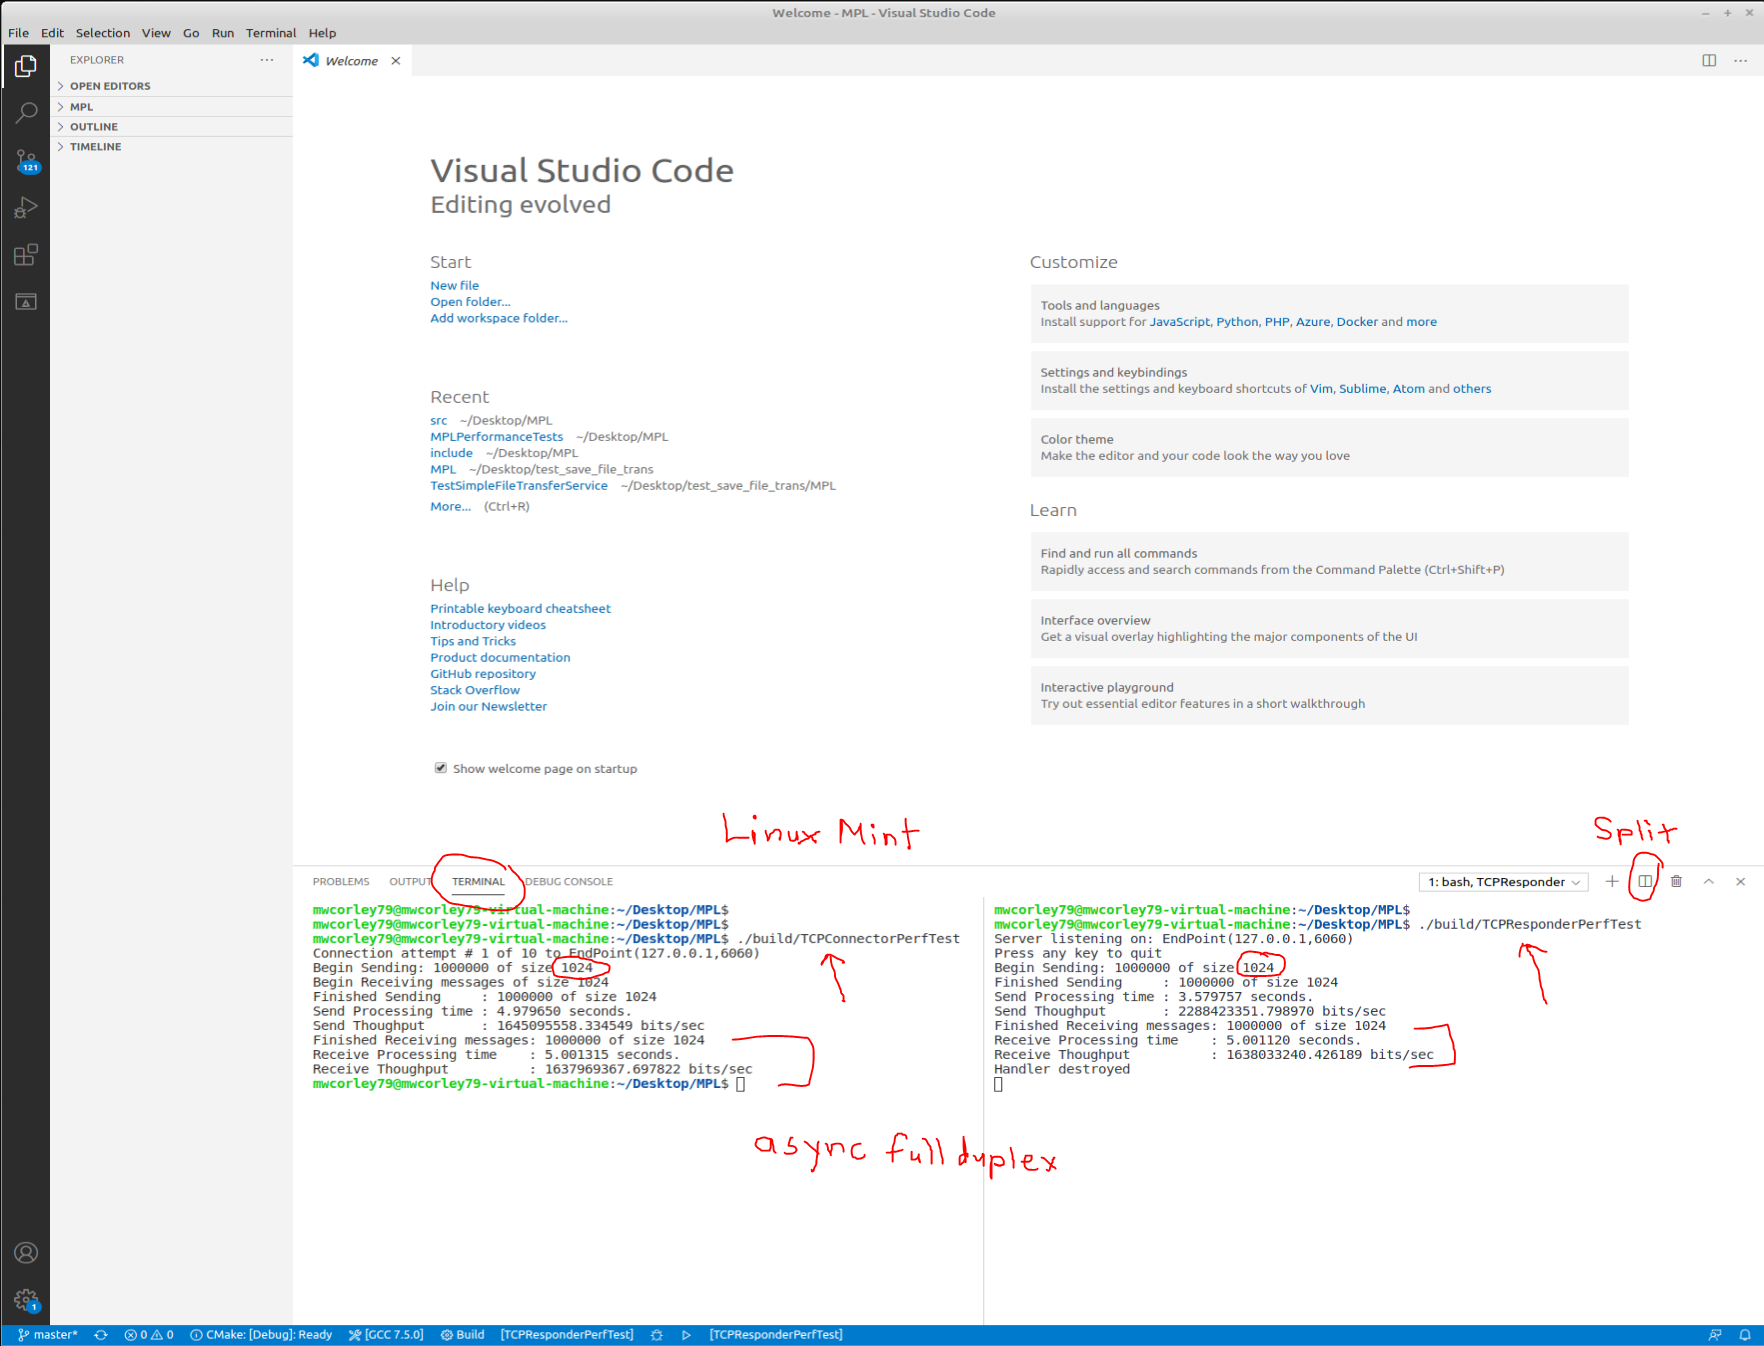 Welcome - MPL - Visual Studio Code
File Edit Selection View Go Run Terminal Help
EXPLORER
OPEN EDITORS
MPL
OUTLINE
TIMELINE
121
Welcome
Visual Studio Code
Editing evolved
Start
New file
Open folder...
Add workspace folder...
Recent
src ~/Desktop/MPL
MPLPerformanceTests ~/Desktop/MPL
include ~/Desktop/MPL
MPL ~/Desktop/test_save_file_trans
TestSimpleFileTransferService ~/Desktop/test_save_file_trans/MPL
More... (Ctrl+R)
Help
Printable keyboard cheatsheet
Introductory videos
Tips and Tricks
Product documentation
GitHub repository
Stack Overflow
Join our Newsletter
Show welcome page on startup
Customize
Tools and languages
Install support for JavaScript, Python, PHP, Azure, Docker and more
Settings and keybindings
Install the settings and keyboard shortcuts of Vim, Sublime, Atom and others
Color theme
Make the editor and your code look the way you love
Learn
Find and run all commands
Rapidly access and search commands from the Command Palette (Ctrl+Shift+P)
Interface overview
Get a visual overlay highlighting the major components of the UI
Interactive playground
Try out essential editor features in a short walkthrough
Linux Mint
Split
PROBLEMS OUTPUT TERMINAL DEBUG CONSOLE
1: bash, TCPResponder
mwcorley79@mwcorley79-virtual-machine:~/Desktop/MPL$
mwcorley79@mwcorley79-virtual-machine:~/Desktop/MPL$
mwcorley79@mwcorley79-virtual-machine:~/Desktop/MPL$ ./build/TCPConnectorPerfTest
Connection attempt # 1 of 10 to EndPoint(127.0.0.1,6060)
Begin Sending: 1000000 of size 1024
Begin Receiving messages of size 1024
Finished Sending : 1000000 of size 1024
Send Processing time : 4.979650 seconds.
Send Thoughput : 1645095558.334549 bits/sec
Finished Receiving messages: 1000000 of size 1024
Receive Processing time : 5.001315 seconds.
Receive Thoughput : 1637969367.697822 bits/sec
mwcorley79@mwcorley79-virtual-machine:~/Desktop/MPL$
mwcorley79@mwcorley79-virtual-machine:~/Desktop/MPL$
mwcorley79@mwcorley79-virtual-machine:~/Desktop/MPL$ ./build/TCPResponderPerfTest
Server listening on: EndPoint(127.0.0.1,6060)
Press any key to quit
Begin Sending: 1000000 of size 1024
Finished Sending : 1000000 of size 1024
Send Processing time : 3.579757 seconds.
Send Thoughput : 2288423351.798970 bits/sec
Finished Receiving messages: 1000000 of size 1024
Receive Processing time : 5.001120 seconds.
Receive Thoughput : 1638033240.426189 bits/sec
Handler destroyed
async full duplex
1
master* 0 0 CMake: [Debug]: Ready [GCC 7.5.0] Build [TCPResponderPerfTest] [TCPResponderPerfTest]